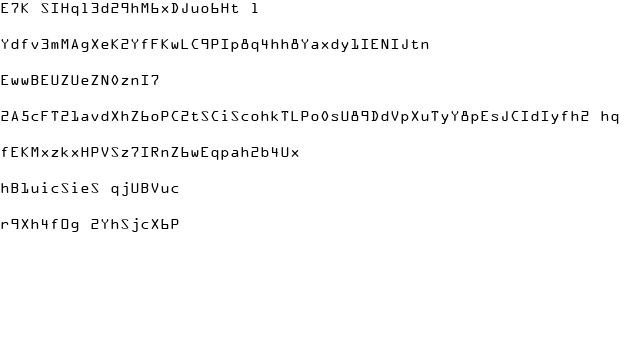 E7K SIHql3d29hM6xDJuo6Ht l
Ydfv3mMAgXeK2YfFKwLC9PIp8q4hh8Yaxdy1IENIJtn
EwwBEUZUeZN0znI7
2A5cFT21avdXhZ6oPC2tSCiScohkTLPo0sU89DdVpXuTyY8pEsJCIdIyfh2 hq
fEKMxzkxHPVSz7IRnZ6wEqpah2b4Ux
hB1uicSieS qjUBVuc
r9Xh4fOg 2YhSjcX6P